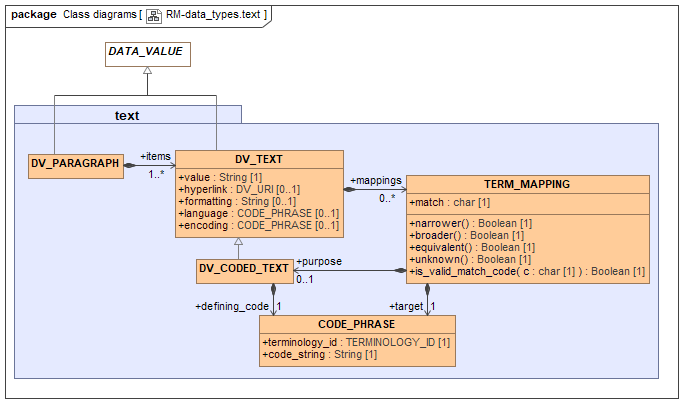 package Class diagrams [ RM-data_types.text ]
DATA_VALUE
text
DV_PARAGRAPH
+items
1..*
DV_TEXT
+value : String [1]
+hyperlink : DV_URI [0..1]
+formatting : String [0..1]
+language : CODE_PHRASE [0..1]
+encoding : CODE_PHRASE [0..1]
+mappings
0..*
TERM_MAPPING
+match : char [1]
+narrower() : Boolean [1]
+broader() : Boolean [1]
+equivalent() : Boolean [1]
+unknown() : Boolean [1]
+is_valid_match_code( c : char [1] ) : Boolean [1]
DV_CODED_TEXT
+purpose
0..1
+defining_code 1
+target 1
CODE_PHRASE
+terminology_id : TERMINOLOGY_ID [1]
+code_string : String [1]